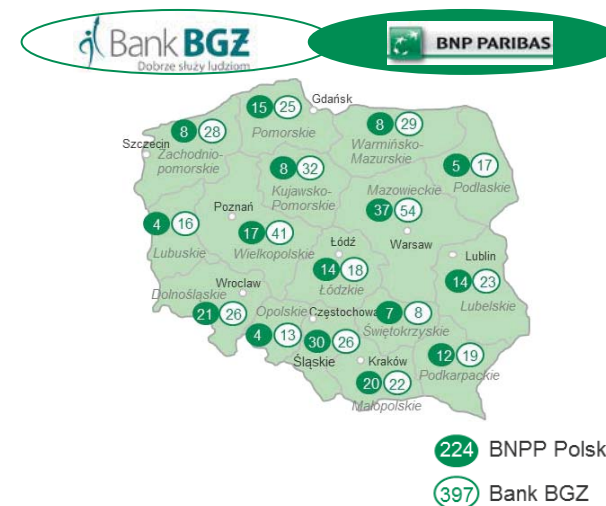 Bank BGŻ
Dobrze służy ludziom
BNP PARIBAS
Gdańsk
15 25
Pomorskie
8 28
Szczecin
Zachodnio-
pomorskie
8 29
Warmińsko-
Mazurskie
5 17
Podlaskie
8 32
Kujawsko-
Pomorskie
Mazowieckie
37 54
Warsaw
4 16
Lubuskie
Poznań
17 41
Wielkopolskie
Łódź
14 18
Łódzkie
Lublin
14 23
Lubelskie
Dolnośląskie
Wroclaw
21 26
Opolskie
4 13
Częstochowa
30 26
Śląskie
7 8
Świętokrzyskie
Kraków
20 22
Małopolskie
12 19
Podkarpackie
224 BNPP Polsk
397 Bank BGZ